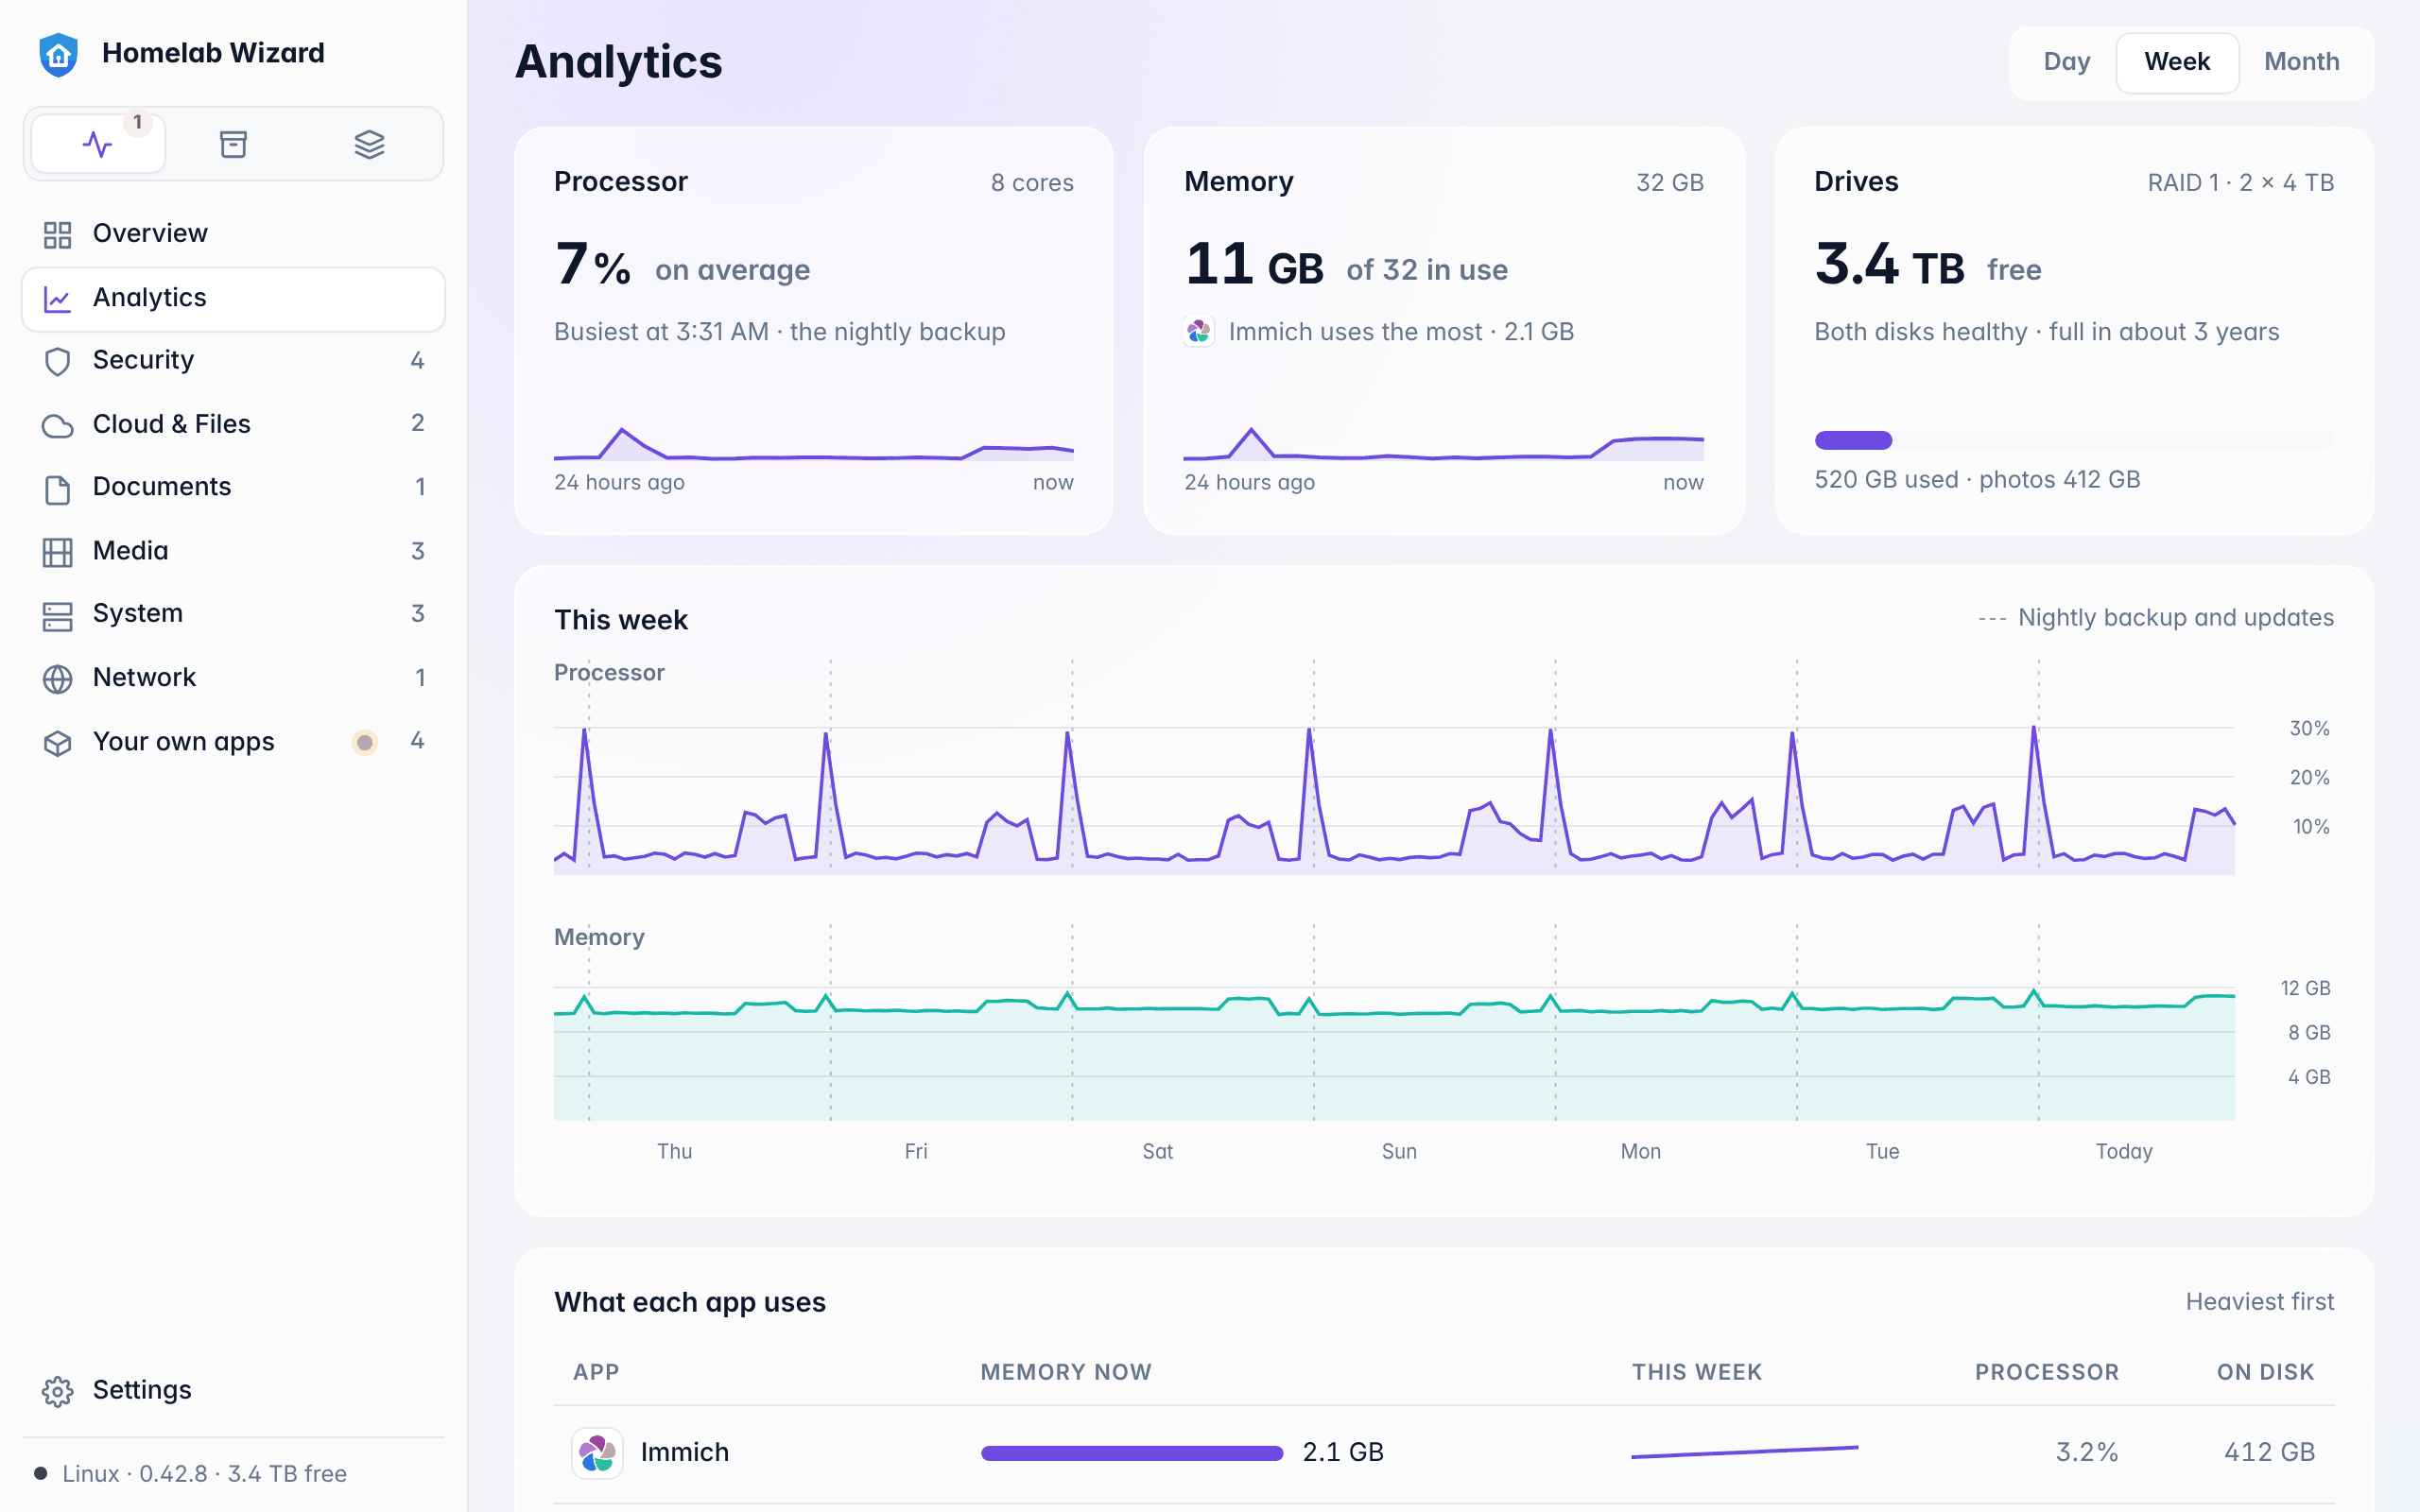 Homelab Wizard
1
Overview
Analytics
Security 4
Cloud & Files 2
Documents 1
Media 3
System 3
Network 1
Your own apps 4
Settings
Linux · 0.42.8 · 3.4 TB free
Analytics
Day Week Month
Processor 8 cores
7% on average
Busiest at 3:31 AM · the nightly backup
24 hours ago now
Memory 32 GB
11 GB of 32 in use
Immich uses the most · 2.1 GB
24 hours ago now
Drives RAID 1 · 2 × 4 TB
3.4 TB free
Both disks healthy · full in about 3 years
520 GB used · photos 412 GB
This week --- Nightly backup and updates
Processor
30%
20%
10%
Memory
12 GB
8 GB
4 GB
Thu Fri Sat Sun Mon Tue Today
What each app uses Heaviest first
APP MEMORY NOW THIS WEEK PROCESSOR ON DISK
Immich 2.1 GB 3.2% 412 GB